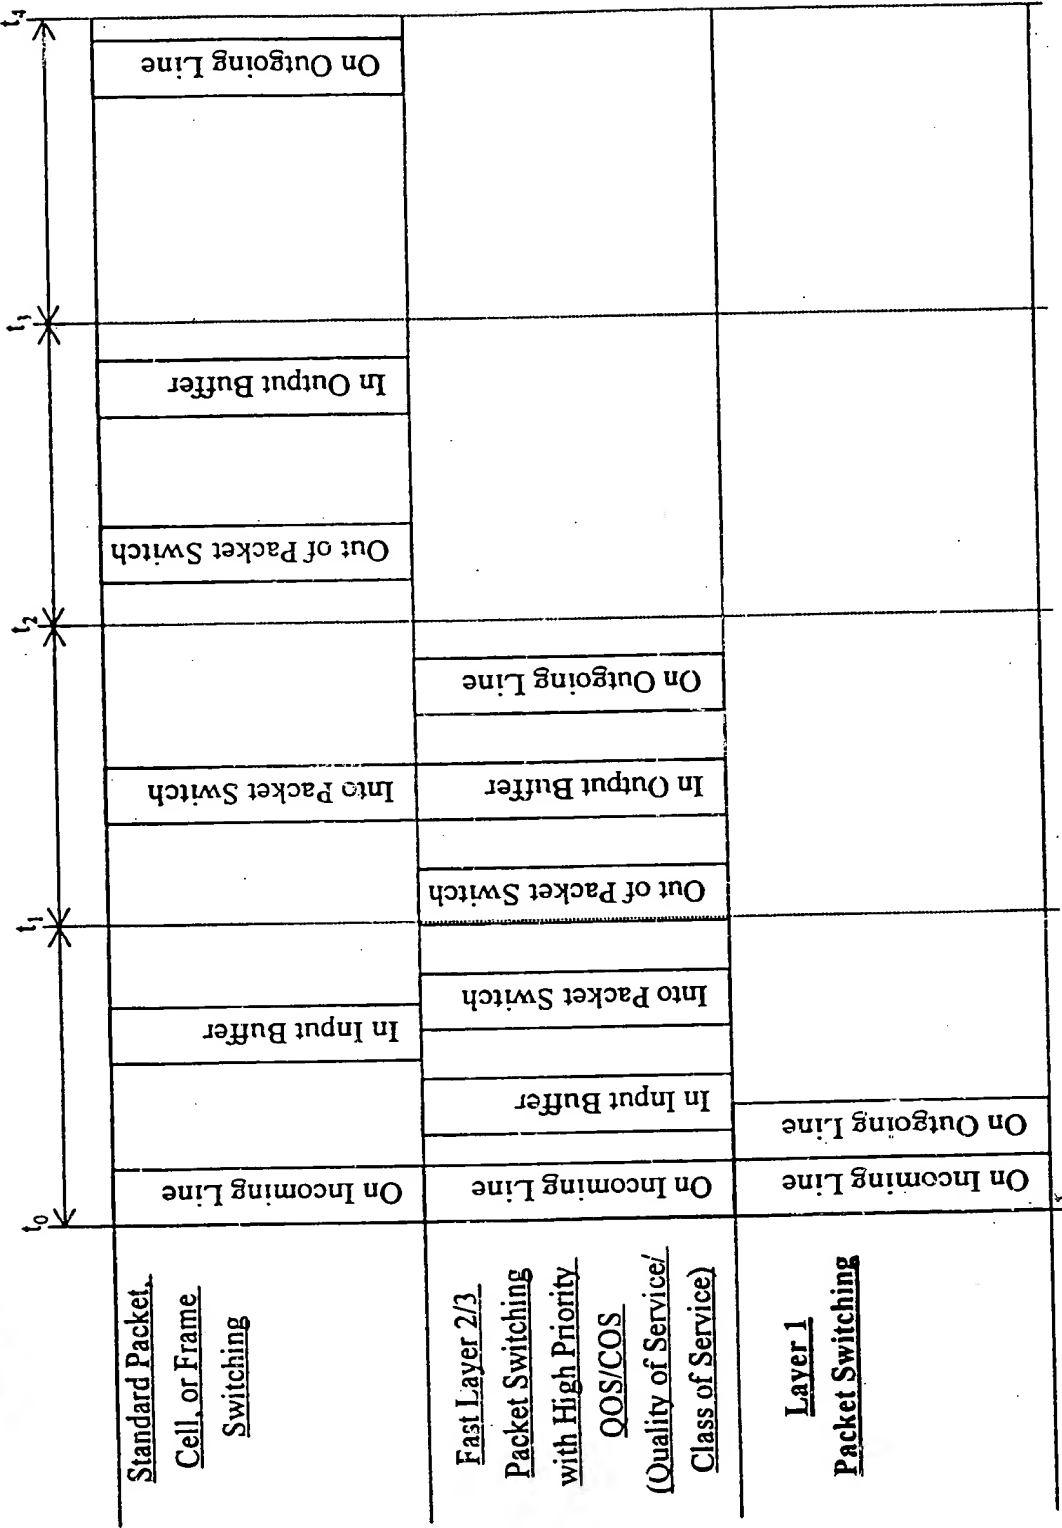 t0
t1
t2
t3
t4
Standard Packet,
Cell, or Frame
Switching
On Incoming Line
In Input Buffer
Into Packet Switch
Out of Packet Switch
In Output Buffer
On Outgoing Line
Fast Layer 2/3
Packet Switching
with High Priority
QOS/COS
(Quality of Service/
Class of Service)
On Incoming Line
In Input Buffer
Into Packet Switch
Out of Packet Switch
In Output Buffer
On Outgoing Line
Layer 1
Packet Switching
On Incoming Line
On Outgoing Line